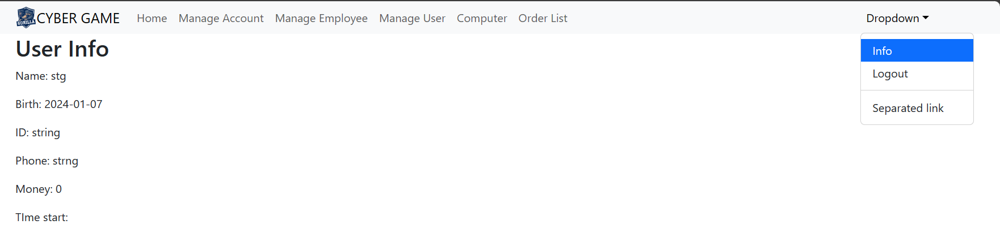 GORILLA
CYBER GAME Home Manage Account Manage Employee Manage User Computer Order List Dropdown
Info
Logout
Separated link
User Info
Name: stg
Birth: 2024-01-07
ID: string
Phone: strng
Money: 0
TIme start: